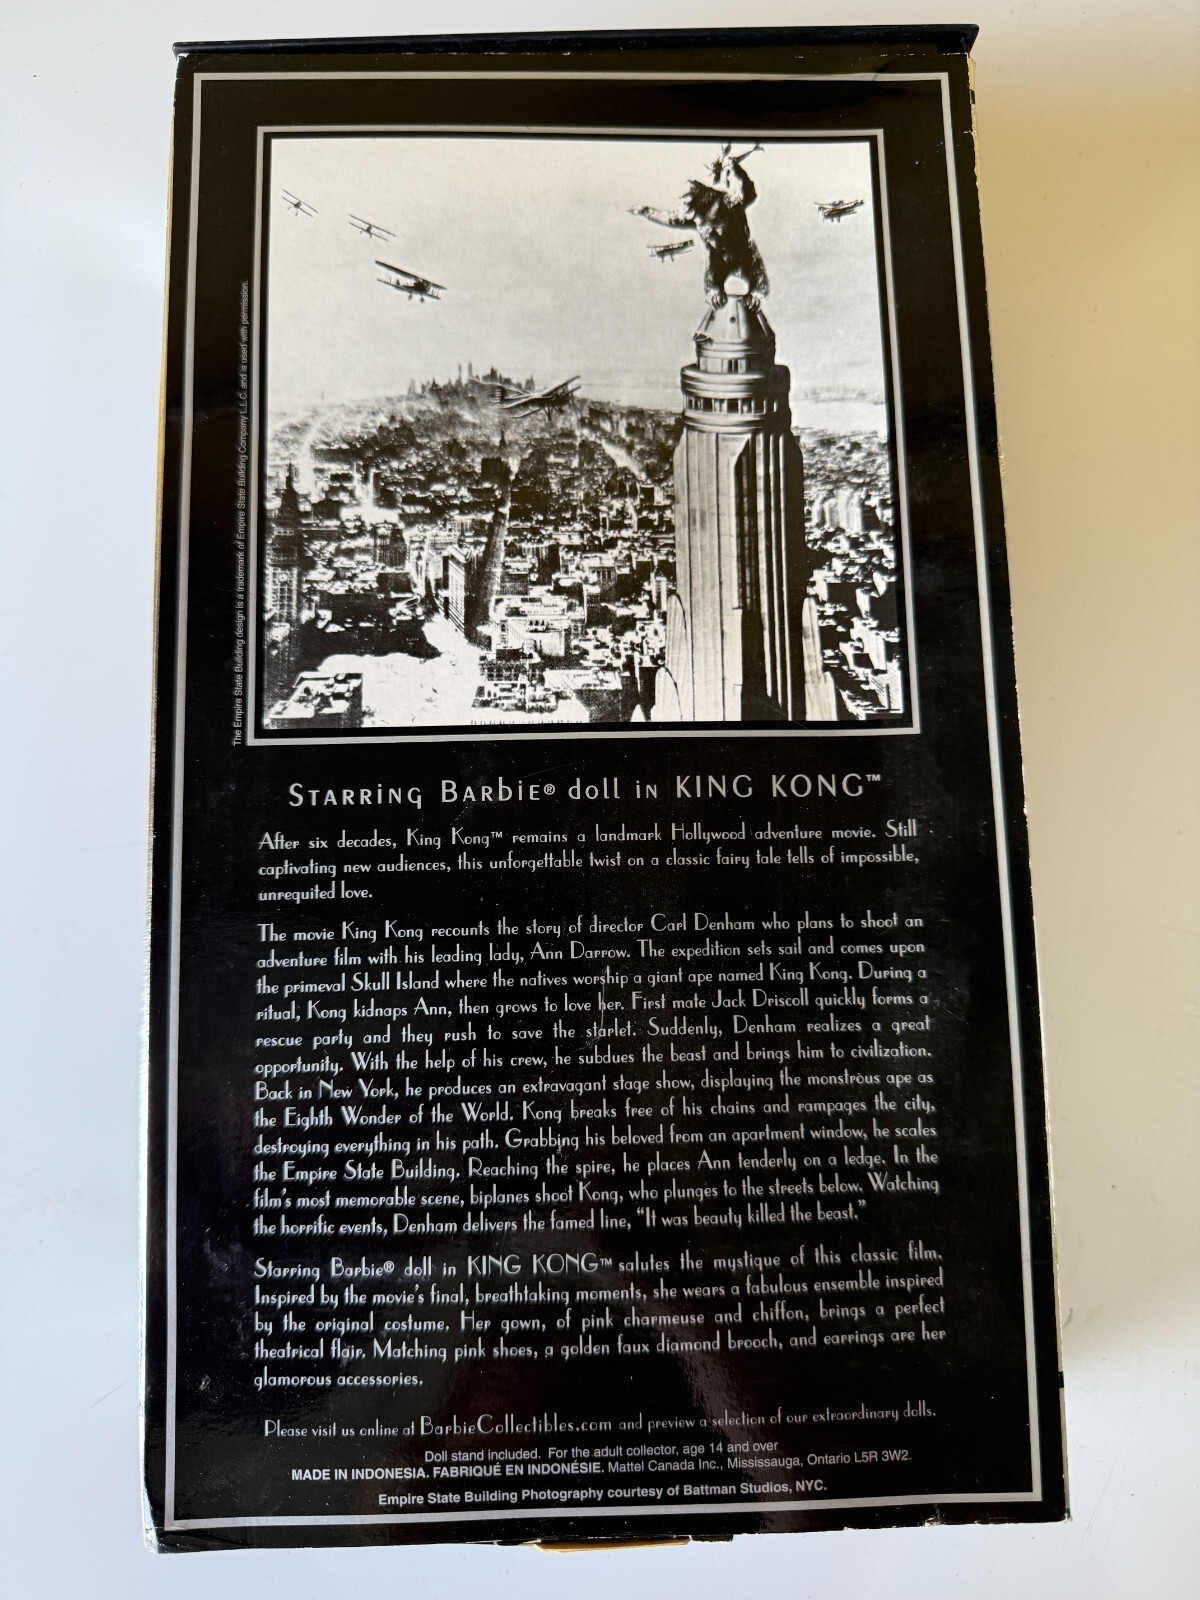 The Empire State Building design is a trademark of Empire State Building Company L.L.C. and is used with permission.
Starring Barbie® doll in KING KONG™
After six decades, King Kong™ remains a landmark Hollywood adventure movie. Still
captivating new audiences, this unforgettable twist on a classic fairy tale tells of impossible,
unrequited love.
The movie King Kong recounts the story of director Carl Denham who plans to shoot an
adventure film with his leading lady, Ann Darrow. The expedition sets sail and comes upon
the primeval Skull Island where the natives worship a giant ape named King Kong. During a
ritual, Kong kidnaps Ann, then grows to love her. First mate Jack Driscoll quickly forms a
rescue party and they rush to save the starlet. Suddenly, Denham realizes a great
opportunity. With the help of his crew, he subdues the beast and brings him to civilization.
Back in New York, he produces an extravagant stage show, displaying the monstrous ape as
the Eighth Wonder of the World. Kong breaks free of his chains and rampages the city,
destroying everything in his path. Grabbing his beloved from an apartment window, he scales
the Empire State Building. Reaching the spire, he places Ann tenderly on a ledge. In the
film's most memorable scene, biplanes shoot Kong, who plunges to the streets below. Watching
the horrific events, Denham delivers the famed line, "It was beauty killed the beast."
Starring Barbie® doll in KING KONG™ salutes the mystique of this classic film.
Inspired by the movie's final, breathtaking moments, she wears a fabulous ensemble inspired
by the original costume. Her gown, of pink charmeuse and chiffon, brings a perfect
theatrical flair. Matching pink shoes, a golden faux diamond brooch, and earrings are her
glamorous accessories.
Please visit us online at BarbieCollectibles.com and preview a selection of our extraordinary dolls.
Doll stand included. For the adult collector, age 14 and over
MADE IN INDONESIA. FABRIQUÉ EN INDONÉSIE. Mattel Canada Inc., Mississauga, Ontario L5R 3W2.
Empire State Building Photography courtesy of Battman Studios, NYC.